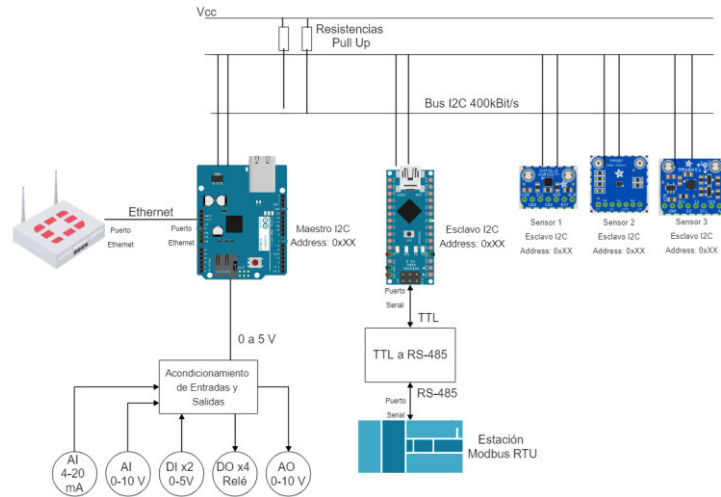 Vcc
Resistencias
Pull Up
Bus I2C 400kBit/s
Ethernet
Puerto
Ethernet
Puerto
Ethernet
Maestro I2C
Address: 0xXX
Esclavo I2C
Address: 0xXX
Sensor 1
Esclavo I2C
Address: 0xXX
Sensor 2
Esclavo I2C
Address: 0xXX
Sensor 3
Esclavo I2C
Address: 0xXX
Puerto
Serial
TTL
0 a 5 V
TTL a RS-485
Acondicionamiento
de Entradas y
Salidas
RS-485
Puerto
Serial
Estación
Modbus RTU
AI
4-20
mA
AI
0-10 V
DI x2
0-5V
DO x4
Relé
AO
0-10 V